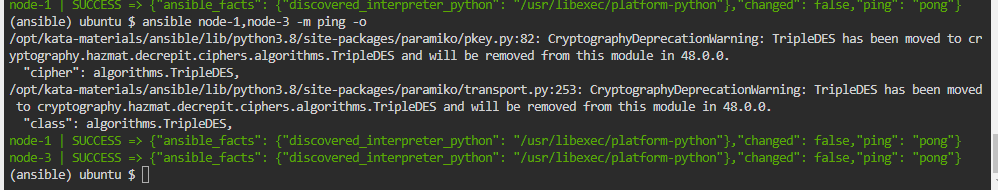 node-1 | SUCCESS => {"ansible_facts": {"discovered_interpreter_python": "/usr/libexec/platform-python"},"changed": false,"ping": "pong"}
(ansible) ubuntu $ ansible node-1,node-3 -m ping -o
/opt/kata-materials/ansible/lib/python3.8/site-packages/paramiko/pkey.py:82: CryptographyDeprecationWarning: TripleDES has been moved to cr
yptography.hazmat.decrepit.ciphers.algorithms.TripleDES and will be removed from this module in 48.0.0.
  "cipher": algorithms.TripleDES,
/opt/kata-materials/ansible/lib/python3.8/site-packages/paramiko/transport.py:253: CryptographyDeprecationWarning: TripleDES has been moved
 to cryptography.hazmat.decrepit.ciphers.algorithms.TripleDES and will be removed from this module in 48.0.0.
  "class": algorithms.TripleDES,
node-1 | SUCCESS => {"ansible_facts": {"discovered_interpreter_python": "/usr/libexec/platform-python"},"changed": false,"ping": "pong"}
node-3 | SUCCESS => {"ansible_facts": {"discovered_interpreter_python": "/usr/libexec/platform-python"},"changed": false,"ping": "pong"}
(ansible) ubuntu $